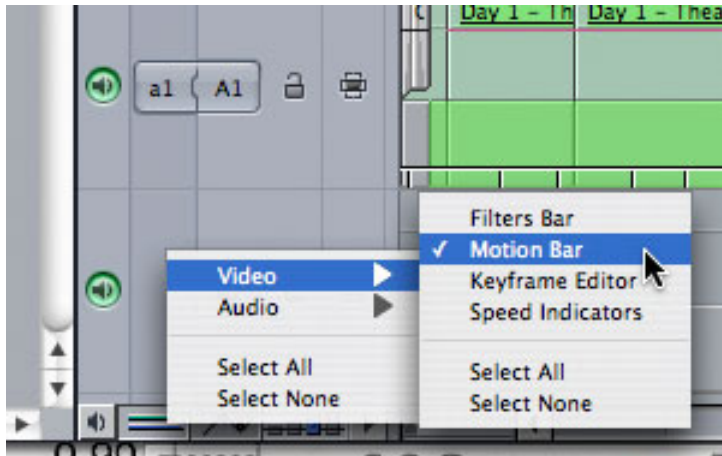 Day 1 – Th Day 1 – Thea
a1 A1
Filters Bar
✓ Motion Bar
Keyframe Editor
Speed Indicators
Select All
Select None
Video
Audio
Select All
Select None